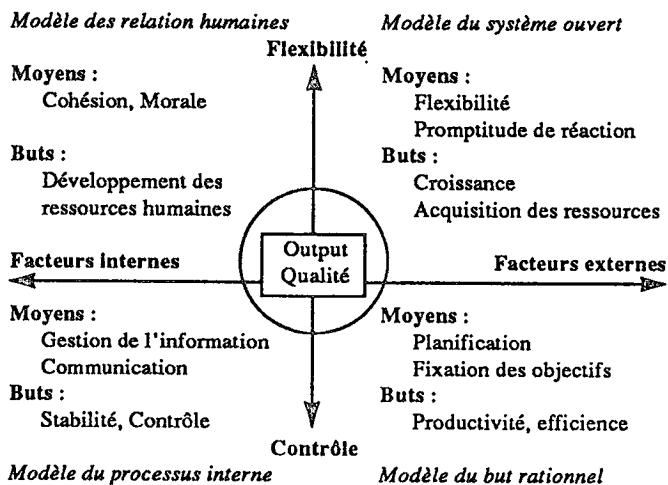 Modèle des relation humaines
Modèle du système ouvert
Flexibilité
Moyens :
Cohésion, Morale
Buts :
Développement des
ressources humaines
Moyens :
Flexibilité
Promptitude de réaction
Buts :
Croissance
Acquisition des ressources
Output
Qualité
Facteurs internes
Facteurs externes
Moyens :
Gestion de l'information
Communication
Buts :
Stabilité, Contrôle
Moyens :
Planification
Fixation des objectifs
Buts :
Productivité, efficience
Contrôle
Modèle du processus interne
Modèle du but rationnel